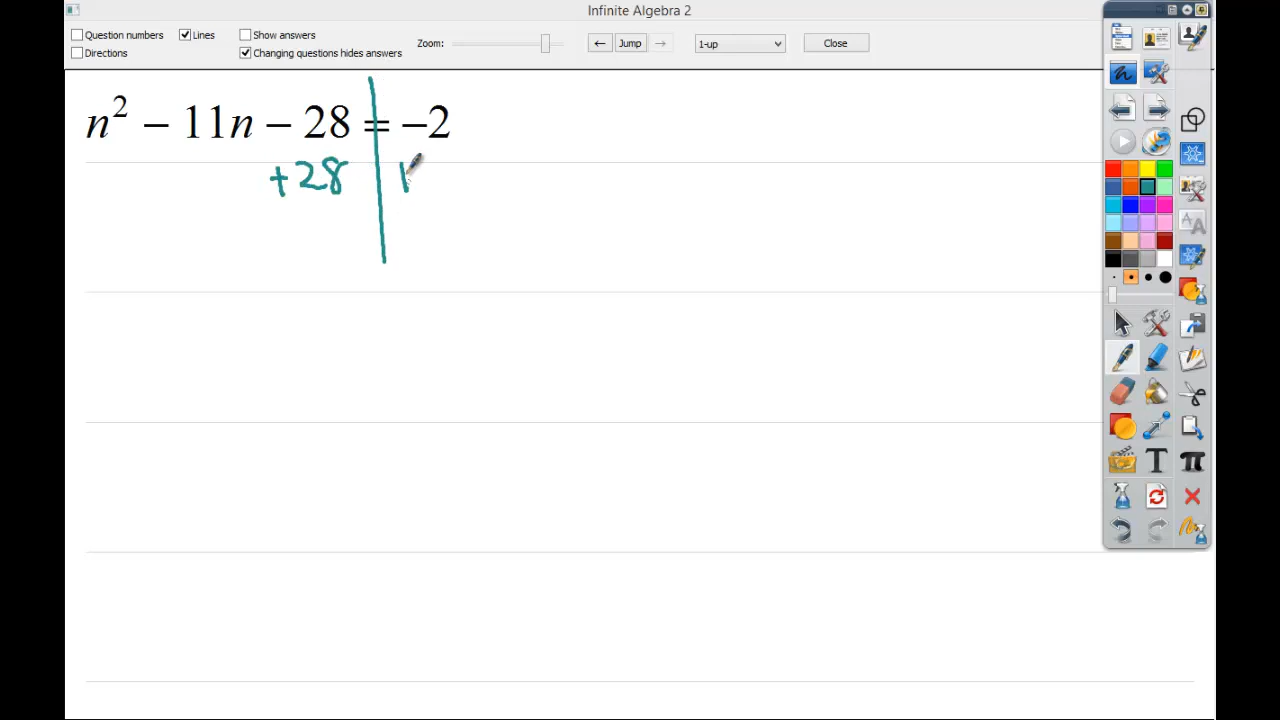 Infinite Algebra 2
Question numbers Lines Show answers Zoom: Jump 1-up Close
Directions Changing questions hides answers
n² − 11n − 28 = −2
+28